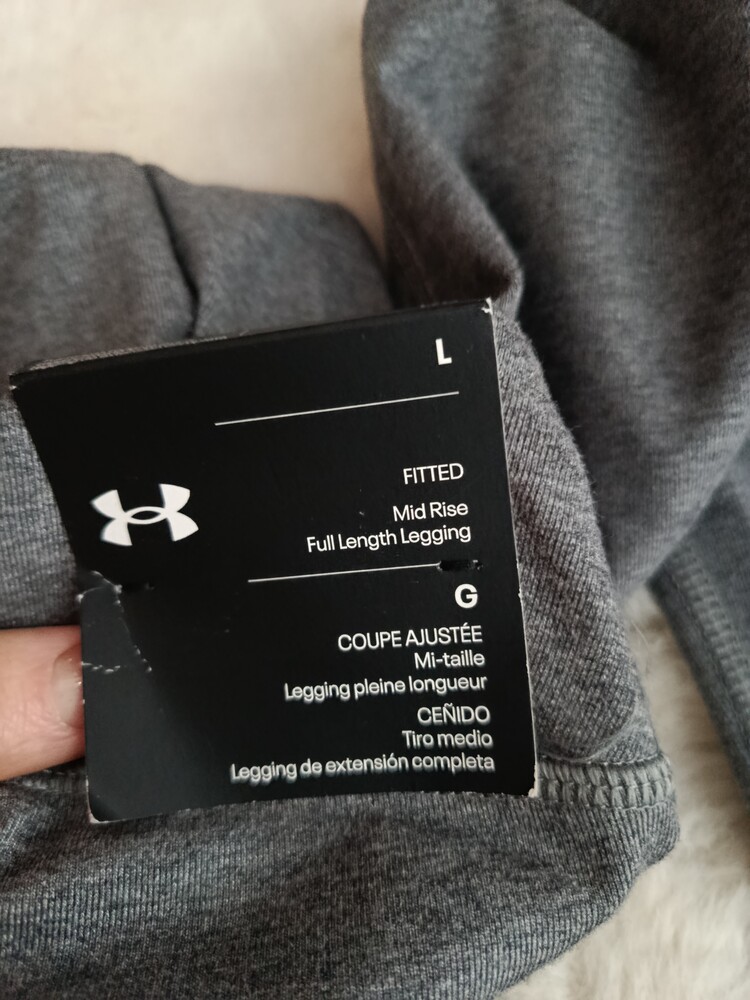 L
FITTED
Mid Rise
Full Length Legging
G
COUPE AJUSTÉE
Mi-taille
Legging pleine longueur
CEÑIDO
Tiro medio
Legging de extensión completa